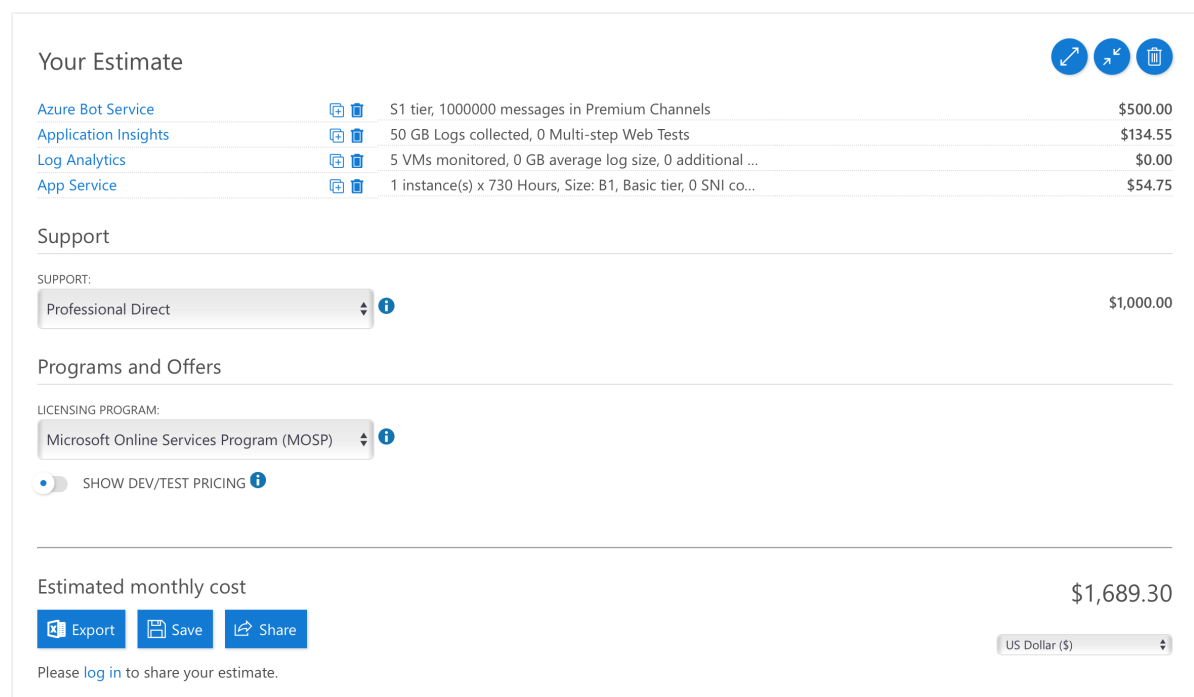 Your Estimate
Azure Bot Service S1 tier, 1000000 messages in Premium Channels $500.00
Application Insights 50 GB Logs collected, 0 Multi-step Web Tests $134.55
Log Analytics 5 VMs monitored, 0 GB average log size, 0 additional ... $0.00
App Service 1 instance(s) x 730 Hours, Size: B1, Basic tier, 0 SNI co... $54.75
Support
SUPPORT:
Professional Direct $1,000.00
Programs and Offers
LICENSING PROGRAM:
Microsoft Online Services Program (MOSP)
SHOW DEV/TEST PRICING
Estimated monthly cost $1,689.30
Export Save Share
US Dollar ($)
Please log in to share your estimate.